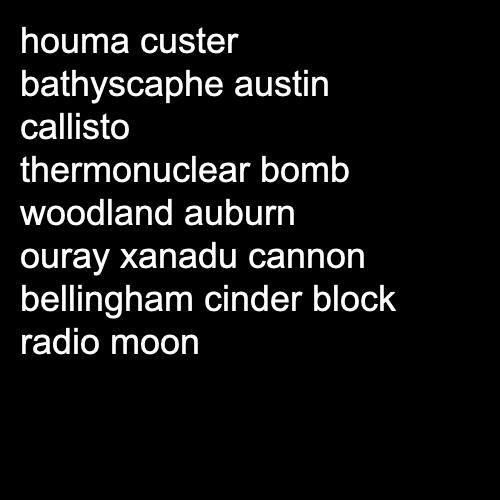 houma custer
bathyscaphe austin
callisto
thermonuclear bomb
woodland auburn
ouray xanadu cannon
bellingham cinder block
radio moon